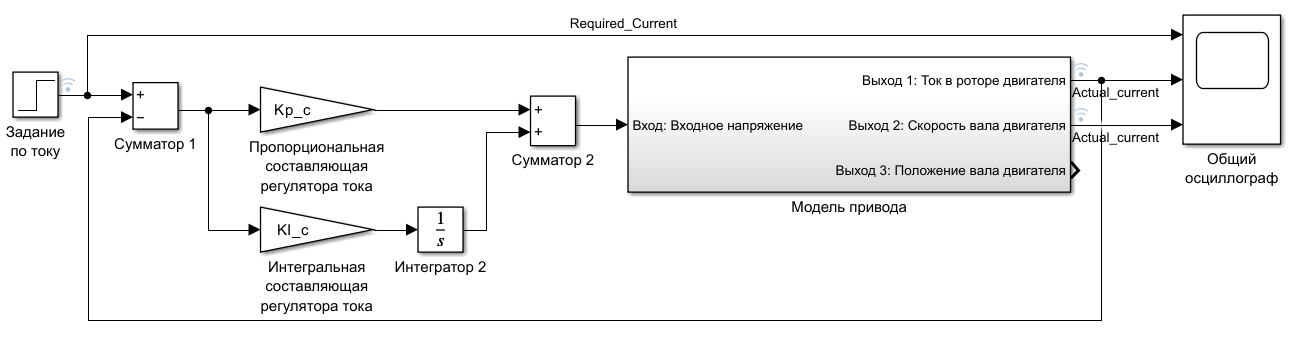 Required_Current
Задание
по току
+
−
Сумматор 1
Kp_c
Пропорциональная
составляющая
регулятора тока
KI_c
Интегральная
составляющая
регулятора тока
1
s
Интегратор 2
+
+
Сумматор 2
Вход: Входное напряжение
Выход 1: Ток в роторе двигателя
Выход 2: Скорость вала двигателя
Выход 3: Положение вала двигателя
Модель привода
Actual_current
Actual_current
Общий
осциллограф